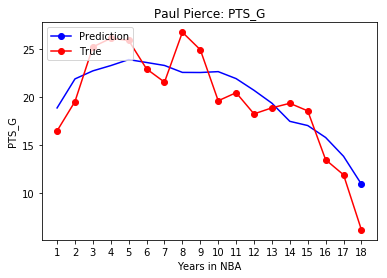 Paul Pierce: PTS_G
Prediction
True
PTS_G
25
20
15
10
1 2 3 4 5 6 7 8 9 10 11 12 13 14 15 16 17 18
Years in NBA